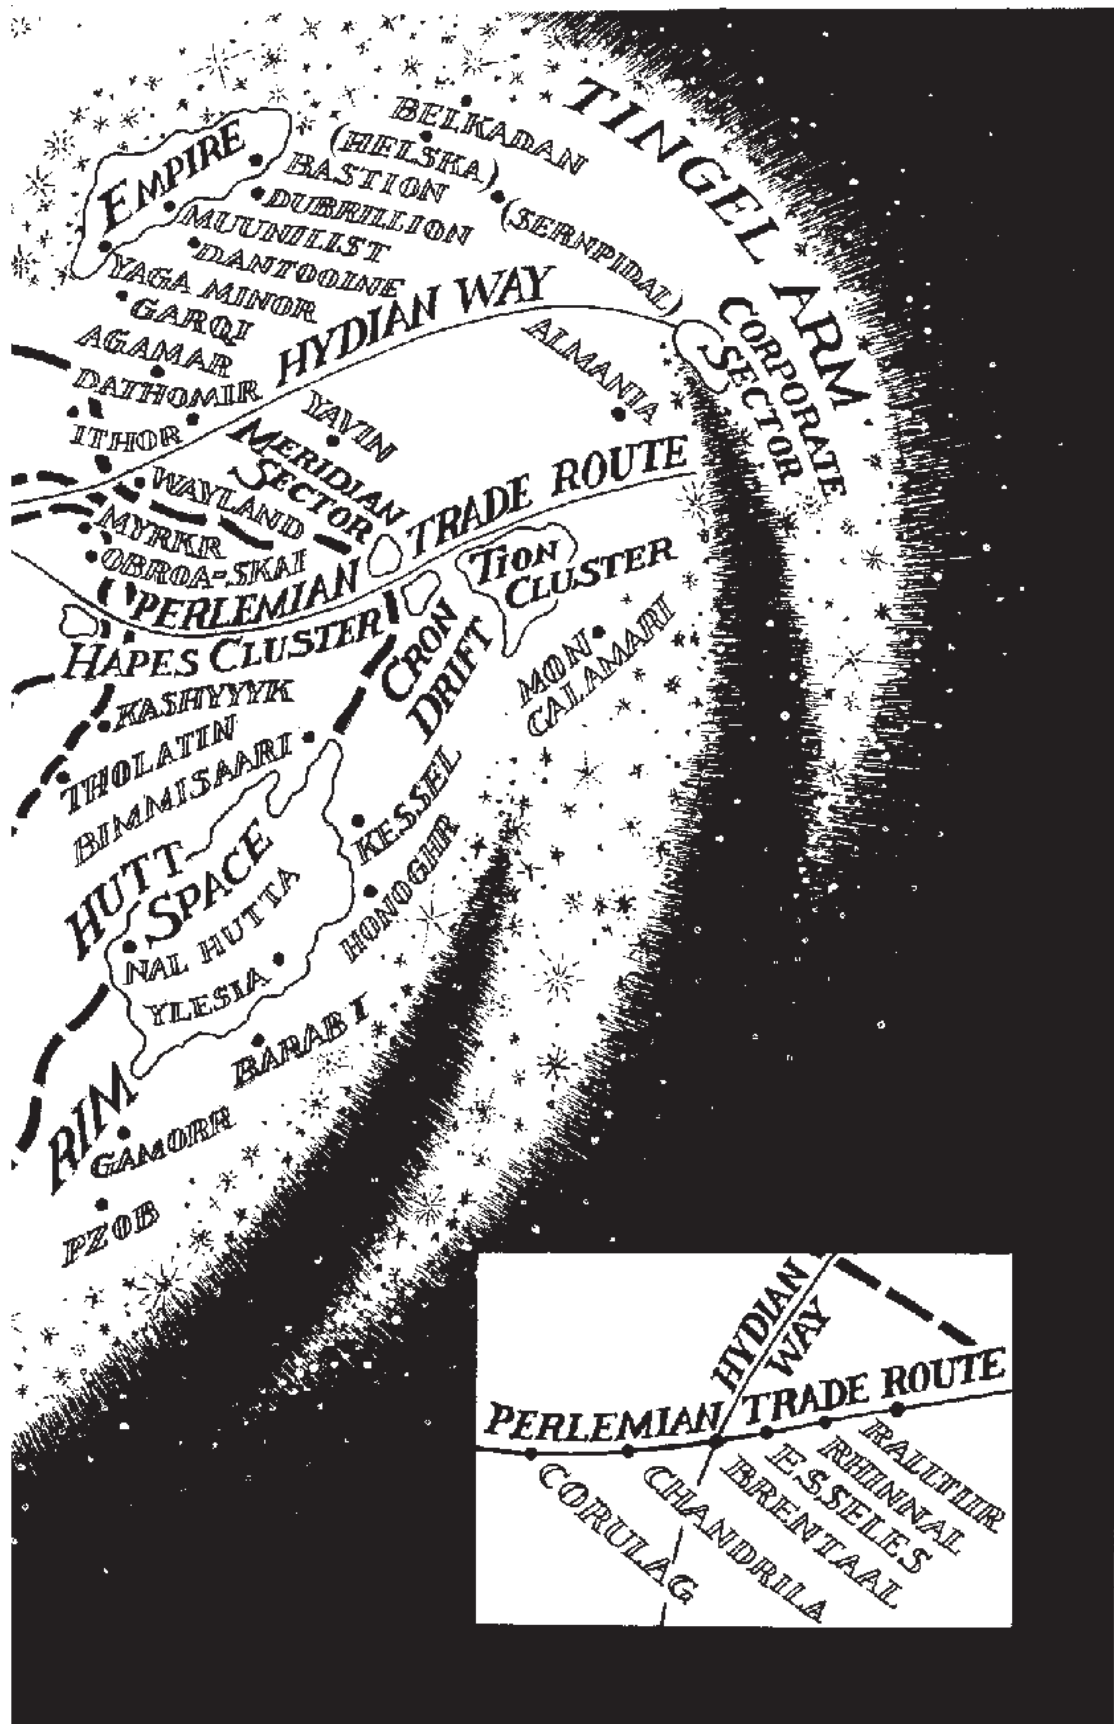 TINGEL ARM
BELKADAN
(HELSKA)
EMPIRE
BASTION
DUBRILLION
(SERNPIDAL)
MUUNILIST
DANTOOINE
YAGA MINOR
GARQI
HYDIAN WAY
CORPORATE
SECTOR
AGAMAR
ALMANIA
DATHOMIR
YAVIN
ITHOR
MERIDIAN
SECTOR
WAYLAND
MYRKR
OBROA-SKAI
PERLEMIAN TRADE ROUTE
TION
CLUSTER
HAPES CLUSTER
CRON
DRIFT
MON
CALAMARI
KASHYYYK
THOLATIN
BIMMISAARI
KESSEL
HUTT
SPACE
HONOGHR
NAL HUTTA
YLESIA
BARAB I
RIM
GAMORR
PZOB
HYDIAN
WAY
PERLEMIAN TRADE ROUTE
CORULAG
CHANDRILA
BRENTAAL
ESSELES
RHINNAL
RALLTIIR